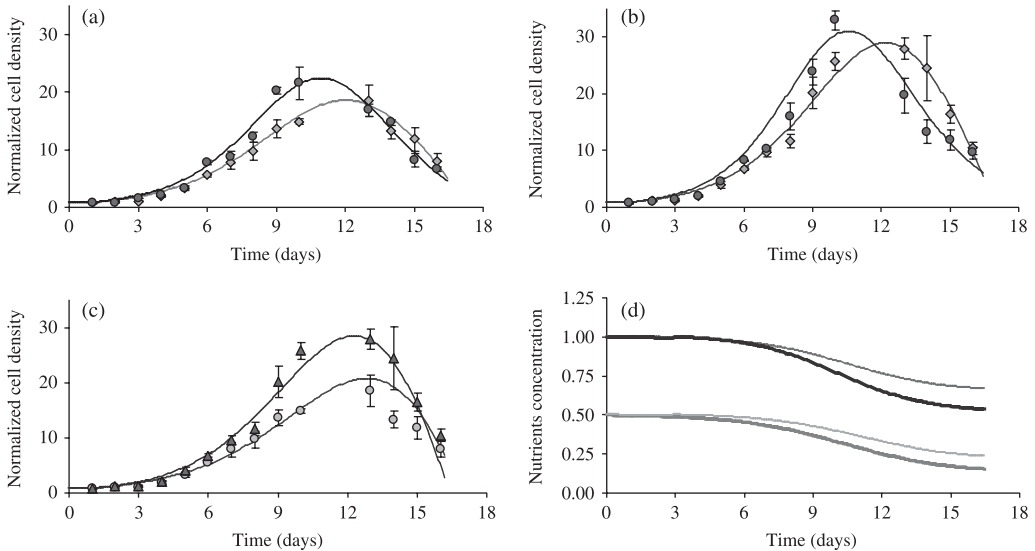 (a)
Normalized cell density
30
20
10
0
0 3 6 9 12 15 18
Time (days)
(b)
Normalized cell density
30
20
10
0
0 3 6 9 12 15 18
Time (days)
(c)
Normalized cell density
30
20
10
0
0 3 6 9 12 15 18
Time (days)
(d)
Nutrients concentration
1.25
1.00
0.75
0.50
0.25
0.00
0 3 6 9 12 15 18
Time (days)